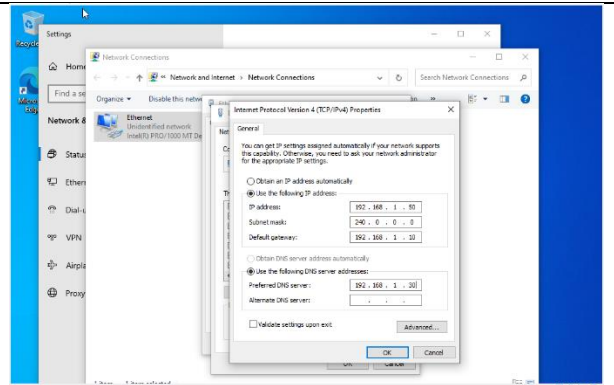 Settings
Network Connections
Network and Internet › Network Connections
Search Network Connections
Organize
Disable this netw
Home
Find a se
Network &
Statu
Ethern
Dial-u
VPN
Airpla
Proxy
Ethernet
Unidentified network
Intel(R) PRO/1000 MT De
Internet Protocol Version 4 (TCP/IPv4) Properties
General
You can get IP settings assigned automatically if your network supports
this capability. Otherwise, you need to ask your network administrator
for the appropriate IP settings.
Obtain an IP address automatically
Use the following IP address:
IP address: 192 . 168 . 1 . 50
Subnet mask: 240 . 0 . 0 . 0
Default gateway: 192 . 168 . 1 . 10
Obtain DNS server address automatically
Use the following DNS server addresses:
Preferred DNS server: 192 . 168 . 1 . 30
Alternate DNS server: . . .
Validate settings upon exit
Advanced...
OK
Cancel